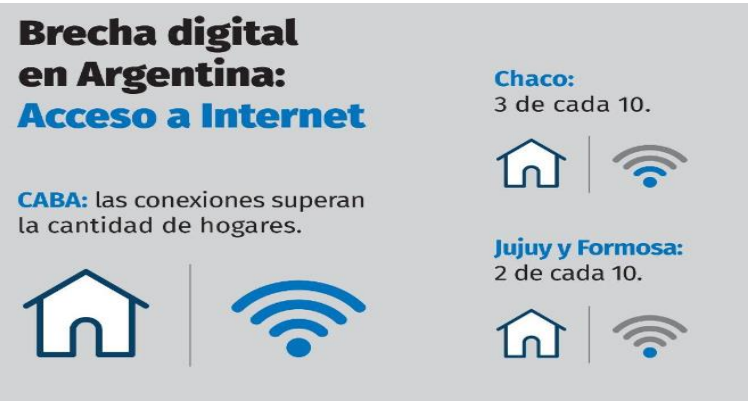 Brecha digital
en Argentina:
Acceso a Internet
CABA: las conexiones superan
la cantidad de hogares.
Chaco:
3 de cada 10.
Jujuy y Formosa:
2 de cada 10.